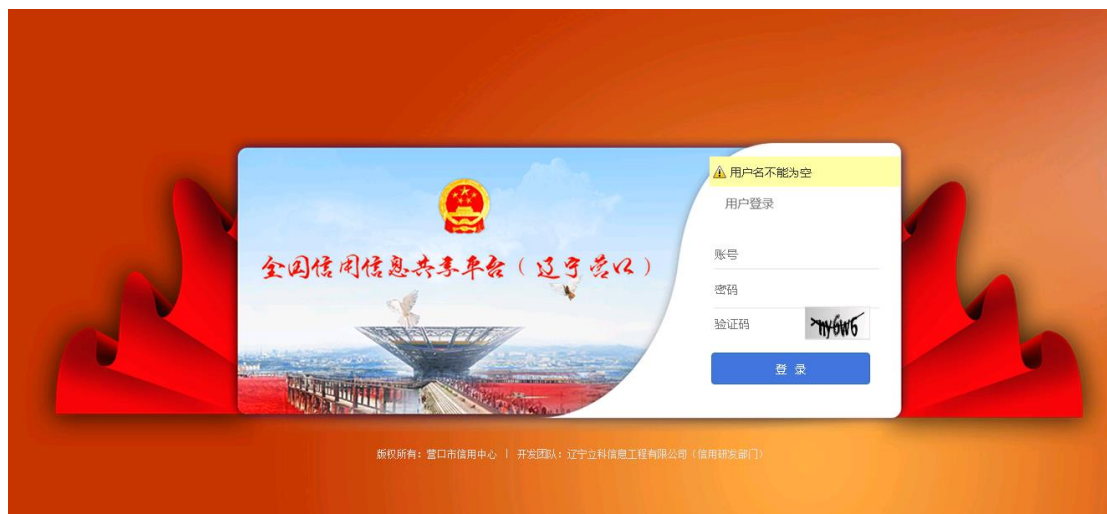 用户名不能为空
用户登录
全国信用信息共享平台（辽宁营口）
账号
密码
验证码
登 录
版权所有：营口市信用中心 | 开发团队：辽宁立科信息工程有限公司（信用研发部门）